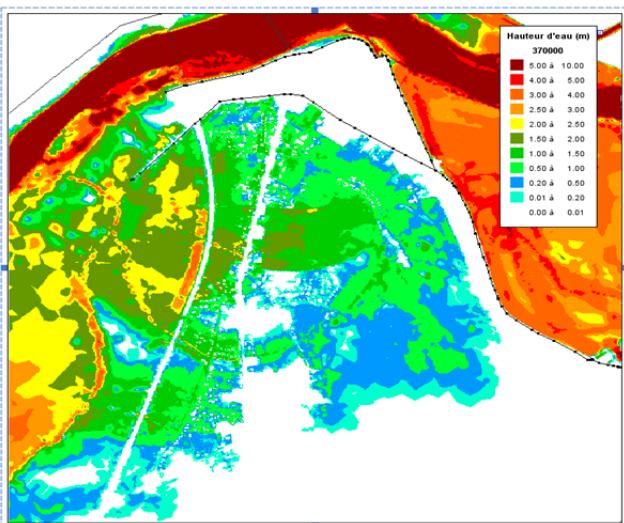 Hauteur d'eau (m)
370000
5.00 à 10.00
4.00 à 5.00
3.00 à 4.00
2.50 à 3.00
2.00 à 2.50
1.50 à 2.00
1.00 à 1.50
0.50 à 1.00
0.20 à 0.50
0.01 à 0.20
0.00 à 0.01